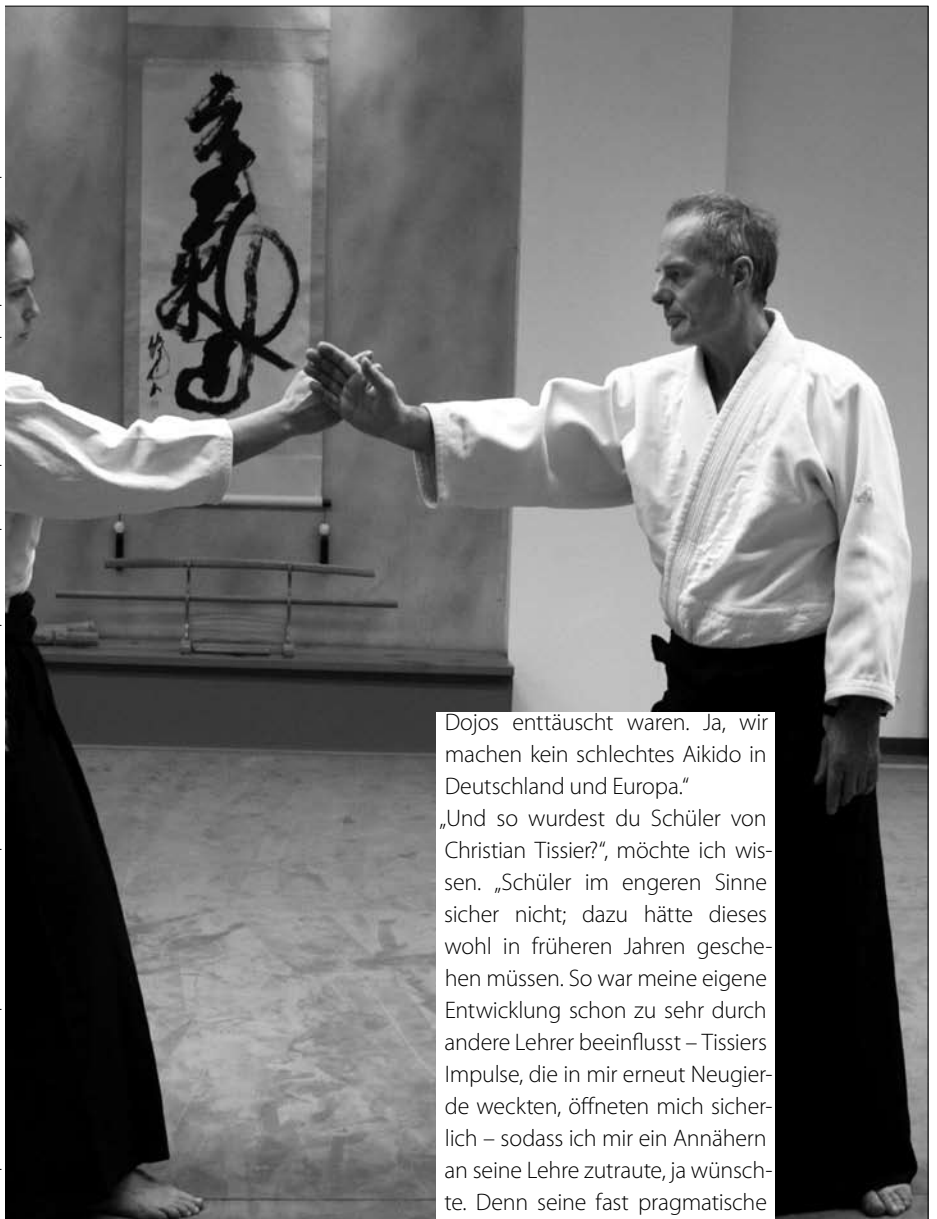 Dojos enttäuscht waren. Ja, wir
machen kein schlechtes Aikido in
Deutschland und Europa.“
„Und so wurdest du Schüler von
Christian Tissier?“, möchte ich wis-
sen. „Schüler im engeren Sinne
sicher nicht; dazu hätte dieses
wohl in früheren Jahren gesche-
hen müssen. So war meine eigene
Entwicklung schon zu sehr durch
andere Lehrer beeinflusst – Tissiers
Impulse, die in mir erneut Neugier-
de weckten, öffneten mich sicher-
lich – sodass ich mir ein Annähern
an seine Lehre zutraute, ja wünsch-
te. Denn seine fast pragmatische